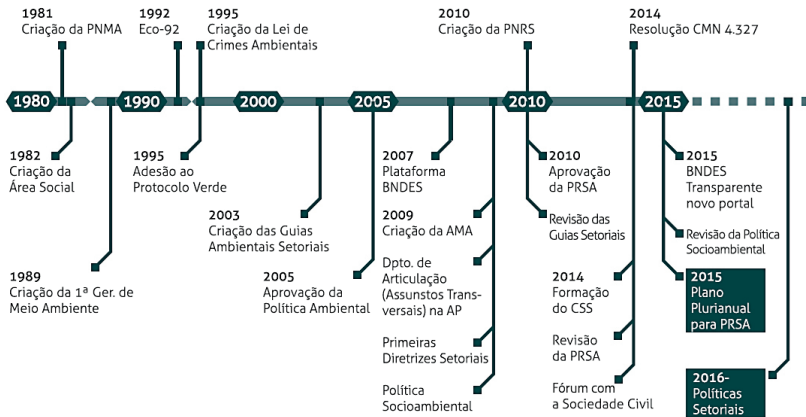 1981
Criação da PNMA
1992
Eco-92
1995
Criação da Lei de
Crimes Ambientais
2010
Criação da PNRS
2014
Resolução CMN 4.327
1980
1990
2000
2005
2010
2015
1982
Criação da
Área Social
1989
Criação da 1ª Ger. de
Meio Ambiente
1995
Adesão ao
Protocolo Verde
2003
Criação das Guias
Ambientais Setoriais
2005
Aprovação da
Política Ambiental
2007
Plataforma
BNDES
2009
Criação da AMA
Dpto. de
Articulação
(Assunstos Trans-
versais) na AP
Primeiras
Diretrizes Setoriais
Política
Socioambiental
2010
Aprovação
da PRSA
Revisão das
Guias Setoriais
2014
Formação
do CSS
Revisão
da PRSA
Fórum com
a Sociedade Civil
2015
BNDES
Transparente
novo portal
Revisão da Política
Socioambiental
2015
Plano
Plurianual
para PRSA
2016-
Políticas
Setoriais